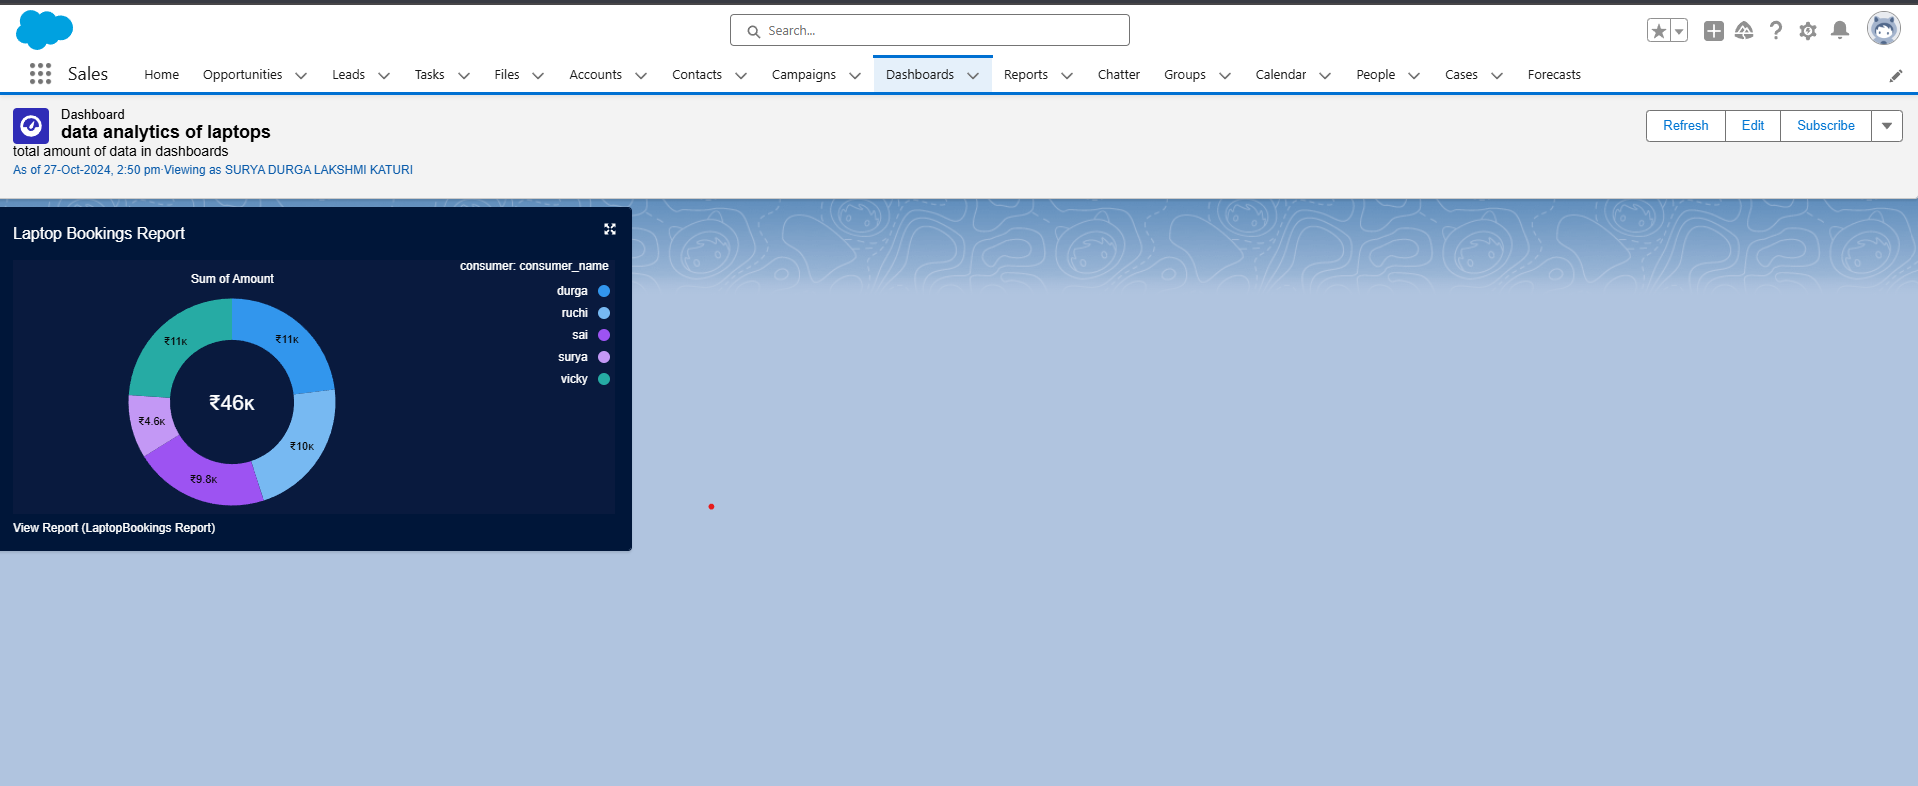 Search...
Sales
Home Opportunities Leads Tasks Files Accounts Contacts Campaigns Dashboards Reports Chatter Groups Calendar People Cases Forecasts
Dashboard
data analytics of laptops
total amount of data in dashboards
As of 27-Oct-2024, 2:50 pm·Viewing as SURYA DURGA LAKSHMI KATURI
Refresh Edit Subscribe
Laptop Bookings Report
consumer: consumer_name
Sum of Amount
durga
ruchi
sai
surya
vicky
₹11K
₹11K
₹46K
₹4.6K
₹10K
₹9.8K
View Report (LaptopBookings Report)